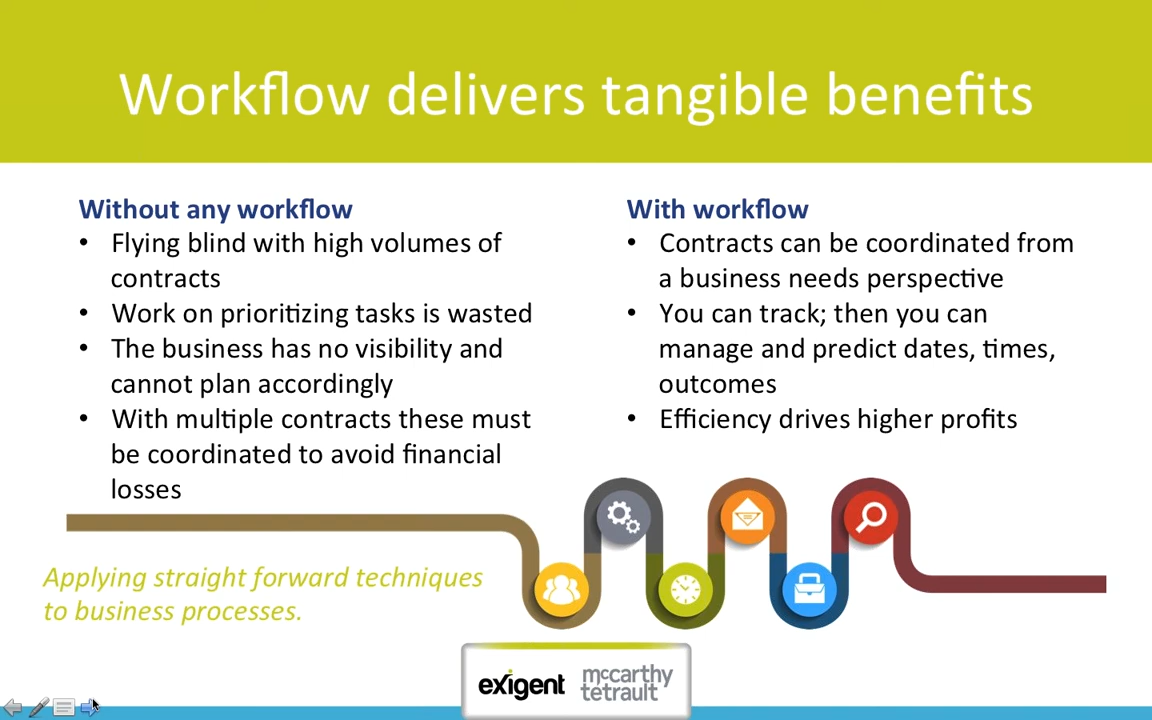 Workflow delivers tangible benefits
Without any workflow
• Flying blind with high volumes of
contracts
• Work on prioritizing tasks is wasted
• The business has no visibility and
cannot plan accordingly
• With multiple contracts these must
be coordinated to avoid financial
losses
With workflow
• Contracts can be coordinated from
a business needs perspective
• You can track; then you can
manage and predict dates, times,
outcomes
• Efficiency drives higher profits
Applying straight forward techniques
to business processes.
exigent
mccarthy
tetrault